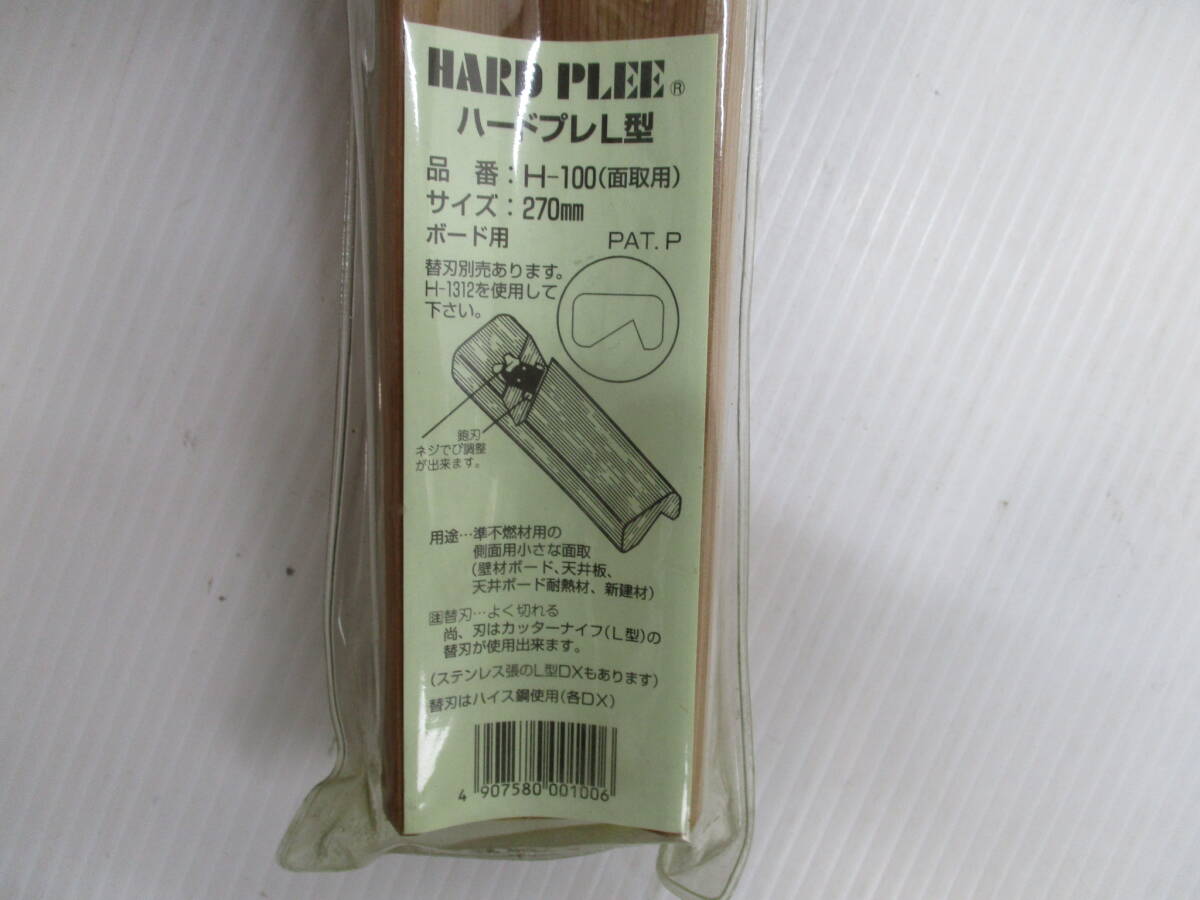 HARD PLEE®
ハードプレL型
品　番：H-100(面取用)
サイズ：270mm
ボード用　PAT.P
替刃別売あります。
H-1312を使用して
下さい。
鉋刃
ネジでび調整
が出来ます。
用途…準不燃材用の
側面用小さな面取
(壁材ボード、天井板、
天井ボード耐熱材、新建材)
注替刃…よく切れる
尚、刃はカッターナイフ(L型)の
替刃が使用出来ます。
(ステンレス張のL型DXもあります)
替刃はハイス鋼使用(各DX)
4 907580 001006